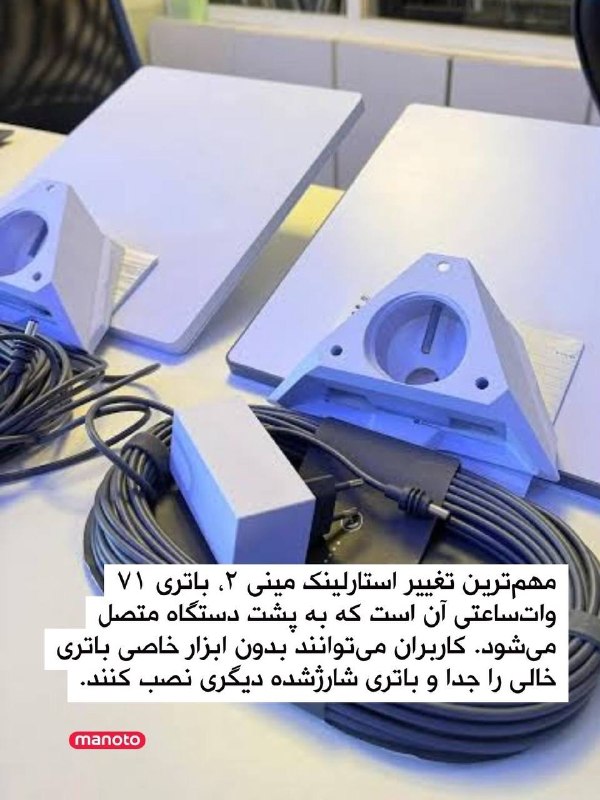 مهم‌ترین تغییر استارلینک مینی ۲، باتری ۷۱
وات‌ساعتی آن است که به پشت دستگاه متصل
می‌شود. کاربران می‌توانند بدون ابزار خاصی باتری
خالی را جدا و باتری شارژشده دیگری نصب کنند.
manoto